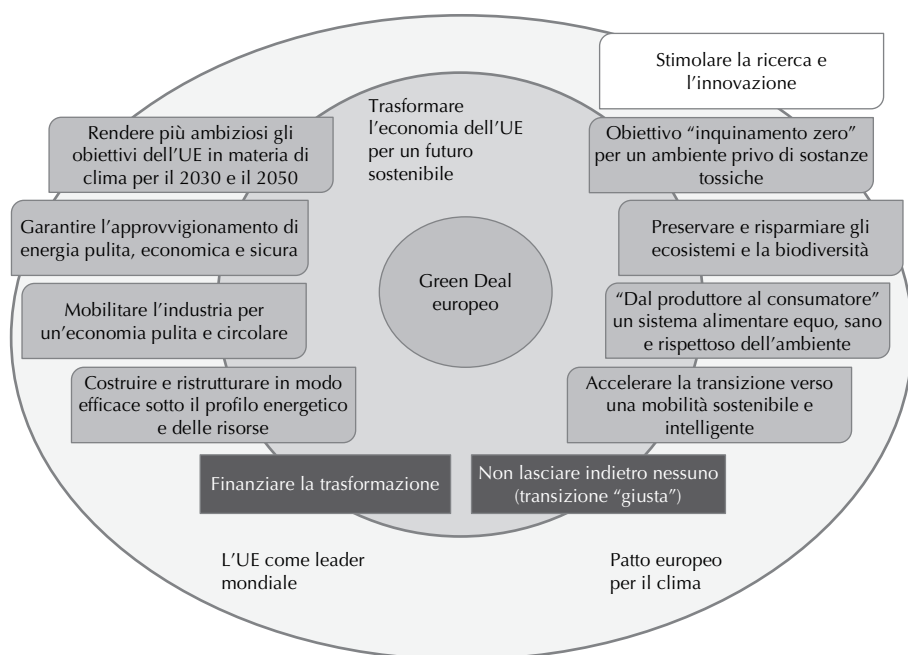 Stimolare la ricerca e
l’innovazione
Trasformare
l’economia dell’UE
per un futuro
sostenibile
Rendere più ambiziosi gli
obiettivi dell’UE in materia di
clima per il 2030 e il 2050
Obiettivo “inquinamento zero”
per un ambiente privo di sostanze
tossiche
Garantire l’approvvigionamento di
energia pulita, economica e sicura
Preservare e risparmiare gli
ecosistemi e la biodiversità
Green Deal
europeo
Mobilitare l’industria per
un’economia pulita e circolare
“Dal produttore al consumatore”
un sistema alimentare equo, sano
e rispettoso dell’ambiente
Costruire e ristrutturare in modo
efficace sotto il profilo energetico
e delle risorse
Accelerare la transizione verso
una mobilità sostenibile e
intelligente
Finanziare la trasformazione
Non lasciare indietro nessuno
(transizione “giusta”)
L’UE come leader
mondiale
Patto europeo
per il clima